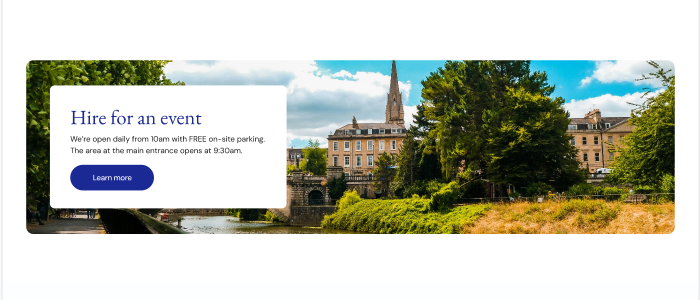 Hire for an event
We're open daily from 10am with FREE on-site parking.
The area at the main entrance opens at 9:30am.
Learn more